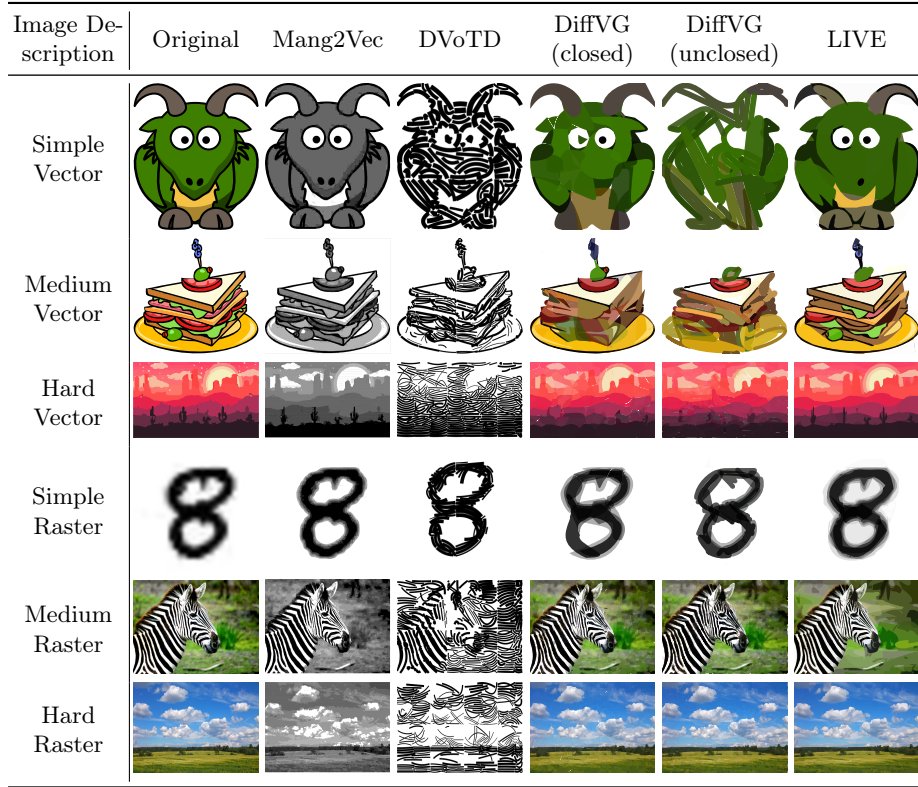 Image De-
scription
Original
Mang2Vec
DVoTD
DiffVG
(closed)
DiffVG
(unclosed)
LIVE
Simple
Vector
Medium
Vector
Hard
Vector
Simple
Raster
Medium
Raster
Hard
Raster